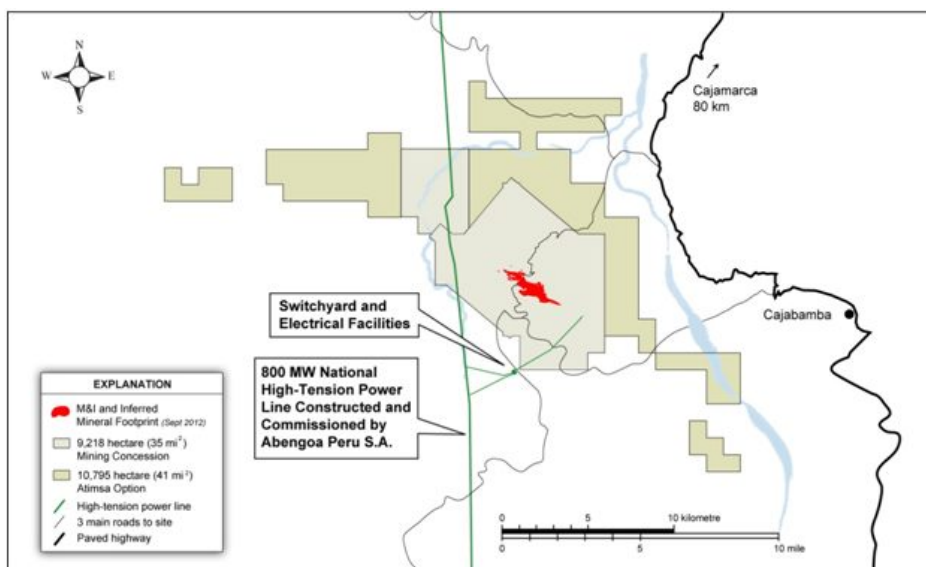 N
W E
S
Cajamarca
80 km
Switchyard and
Electrical Facilities
Cajabamba
800 MW National
High-Tension Power
Line Constructed and
Commissioned by
Abengoa Peru S.A.
EXPLANATION
M&I and Inferred
Mineral Footprint (Sept 2012)
9,218 hectare (35 mi²)
Mining Concession
10,795 hectare (41 mi²)
Atimsa Option
High-tension power line
3 main roads to site
Paved highway
0 5 10 kilometre
0 5 10 mile